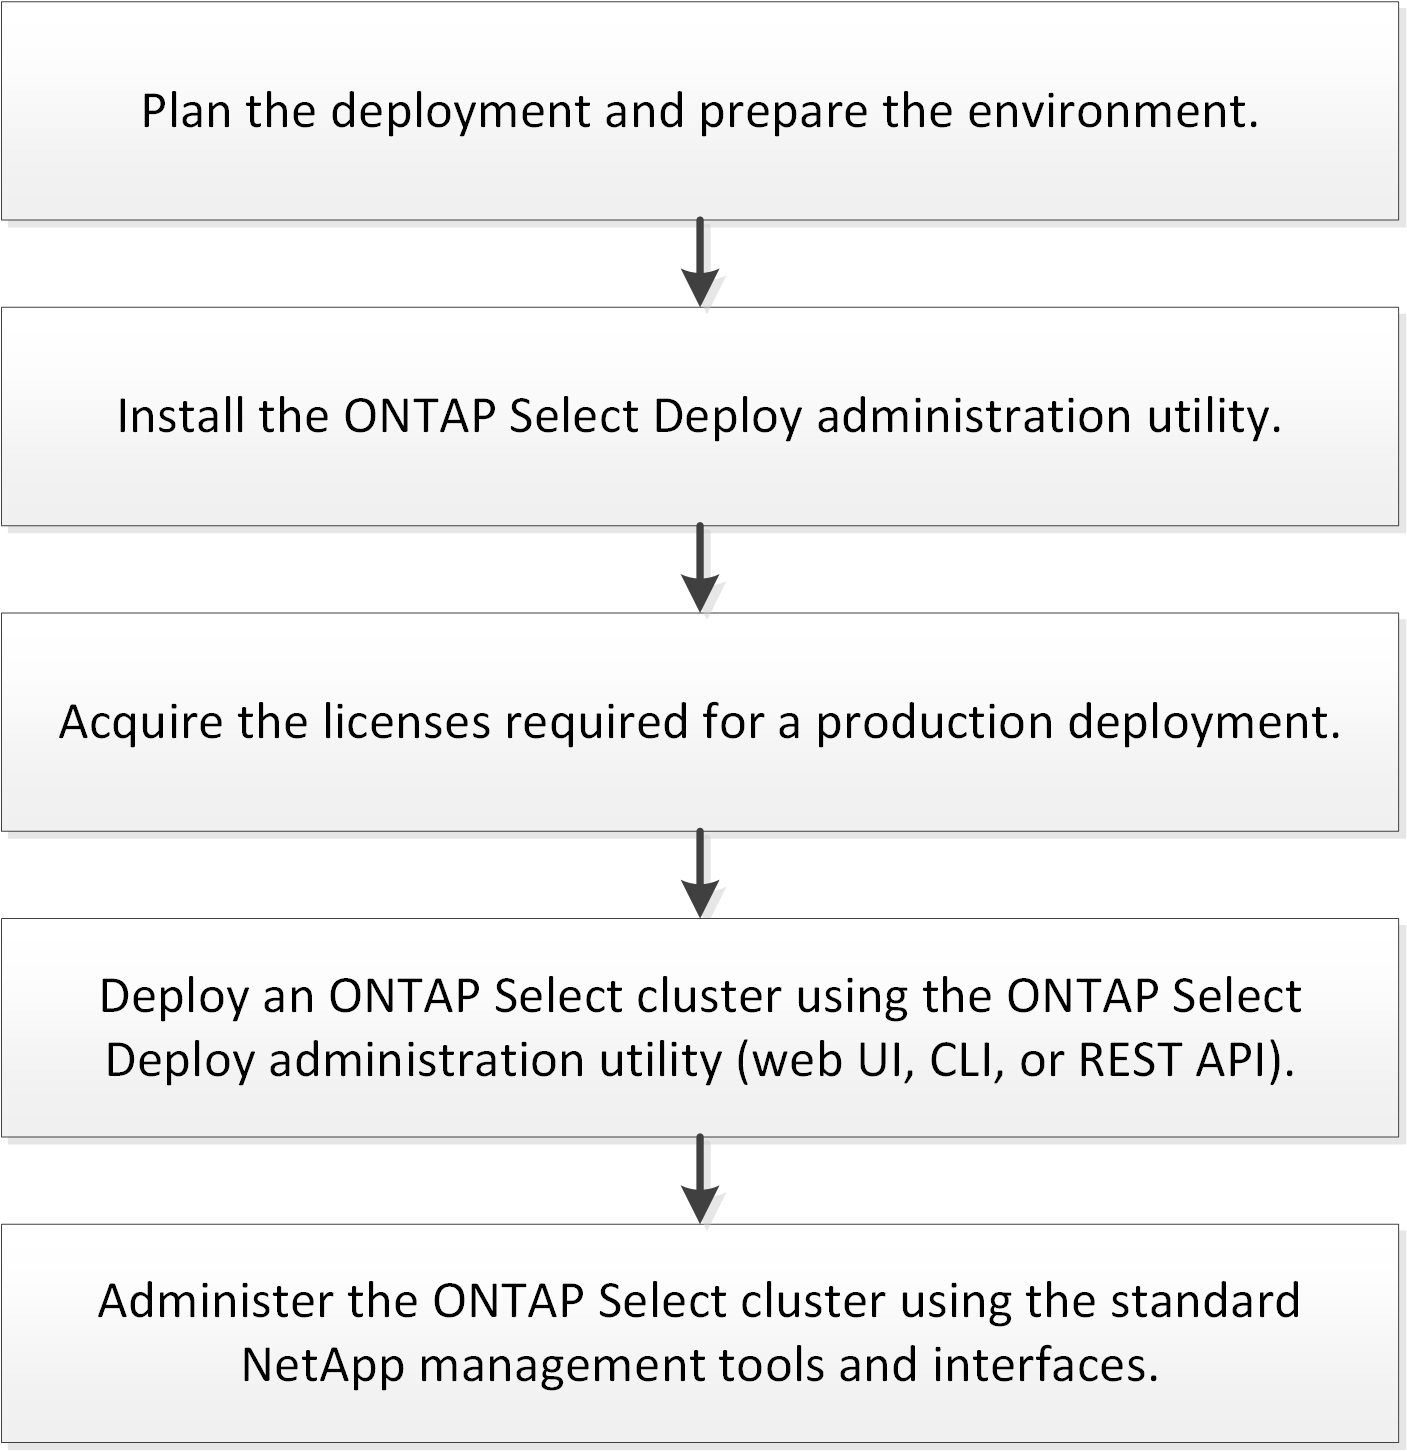 Plan the deployment and prepare the environment.
Install the ONTAP Select Deploy administration utility.
Acquire the licenses required for a production deployment.
Deploy an ONTAP Select cluster using the ONTAP Select
Deploy administration utility (web UI, CLI, or REST API).
Administer the ONTAP Select cluster using the standard
NetApp management tools and interfaces.